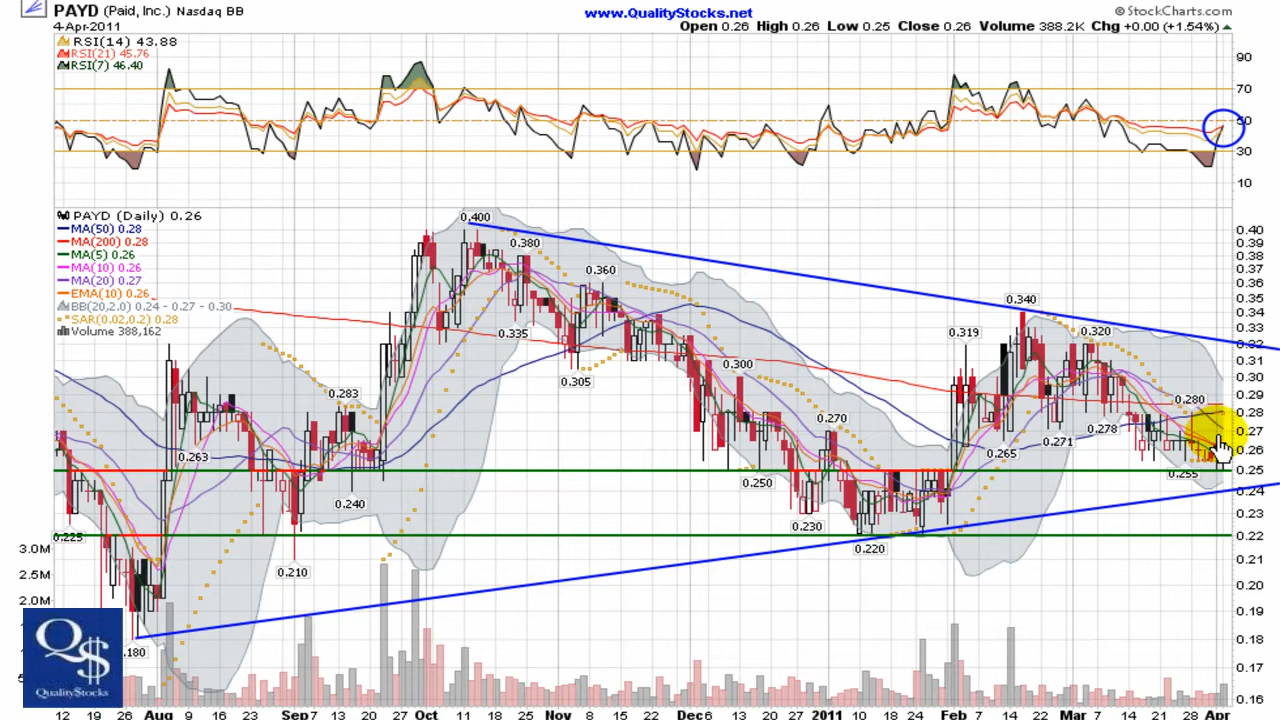 PAYD (Paid, Inc.) Nasdaq BB
www.QualityStocks.net
© StockCharts.com
4-Apr-2011
Open 0.26 High 0.26 Low 0.25 Close 0.26 Volume 388.2K Chg +0.00 (+1.54%)
RSI(14) 43.88
RSI(21) 45.76
RSI(7) 46.40
90
70
50
30
10
PAYD (Daily) 0.26
MA(50) 0.28
MA(200) 0.28
MA(5) 0.26
MA(10) 0.26
MA(20) 0.27
EMA(10) 0.26
BB(20,2.0) 0.24 - 0.27 - 0.30
SAR(0.02,0.2) 0.28
Volume 388,162
0.400
0.380
0.360
0.340
0.335
0.319
0.320
0.305
0.300
0.283
0.280
0.270
0.278
0.271
0.265
0.263
0.255
0.250
0.240
0.230
0.225
0.220
0.210
.180
0.40
0.39
0.38
0.37
0.36
0.35
0.34
0.33
0.32
0.31
0.30
0.29
0.28
0.27
0.26
0.25
0.24
0.23
0.22
0.21
0.20
0.19
0.18
0.17
0.16
3.0M
2.5M
2.0M
Q$
QualityStocks
12 19 26 Aug 9 16 23 Sep 7 13 20 Oct 11 18 25 Nov 8 15 22 Dec 6 13 20 27 2011 10 18 24 Feb 7 14 22 Mar 7 14 21 28 Apr